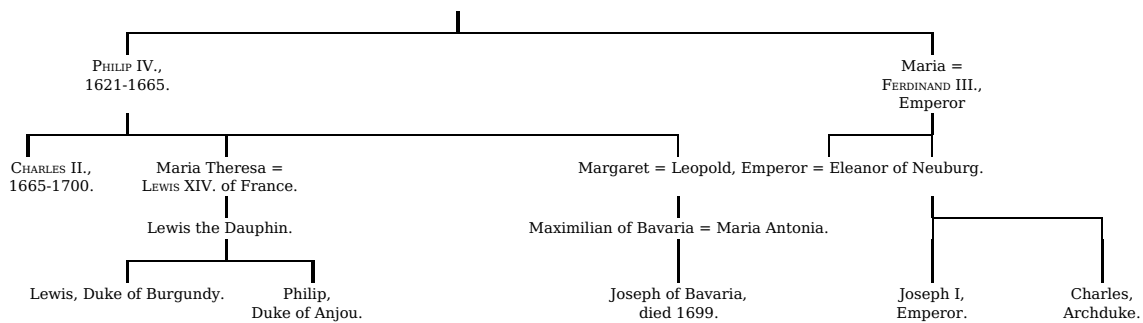 Philip IV.,
1621-1665.
Maria =
Ferdinand III.,
Emperor
Charles II.,
1665-1700.
Maria Theresa =
Lewis XIV. of France.
Margaret = Leopold, Emperor = Eleanor of Neuburg.
Lewis the Dauphin.
Maximilian of Bavaria = Maria Antonia.
Lewis, Duke of Burgundy.
Philip,
Duke of Anjou.
Joseph of Bavaria,
died 1699.
Joseph I,
Emperor.
Charles,
Archduke.